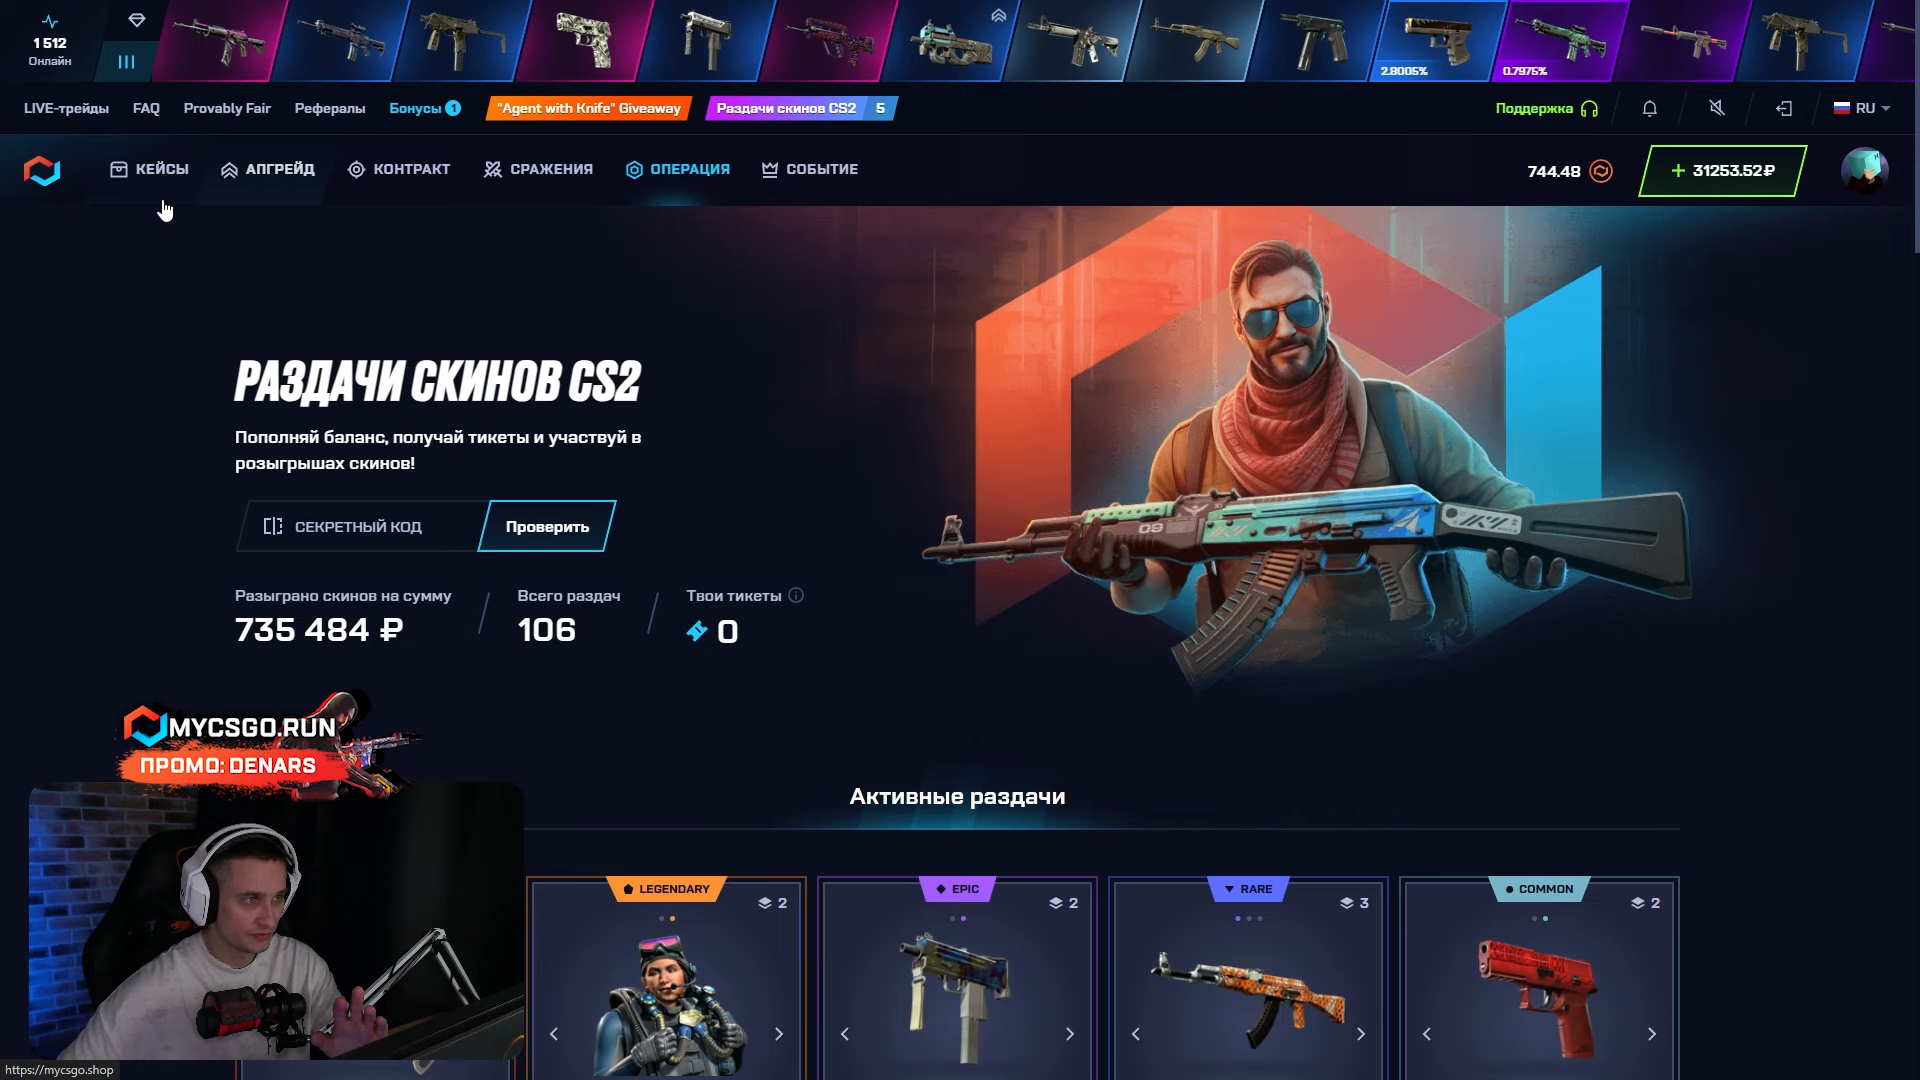 1 512
Онлайн
2.8005%
0.7975%
LIVE-трейды
FAQ
Provably Fair
Рефералы
Бонусы 1
"Agent with Knife" Giveaway
Раздачи скинов CS2 5
Поддержка
RU
КЕЙСЫ
АПГРЕЙД
КОНТРАКТ
СРАЖЕНИЯ
ОПЕРАЦИЯ
СОБЫТИЕ
744.48
+ 31253.52₽
РАЗДАЧИ СКИНОВ CS2
Пополняй баланс, получай тикеты и участвуй в
розыгрышах скинов!
СЕКРЕТНЫЙ КОД
Проверить
Разыграно скинов на сумму
735 484 ₽
Всего раздач
106
Твои тикеты
0
09
MYCSGO.RUN
ПРОМО: DENARS
Активные раздачи
LEGENDARY
2
EPIC
2
RARE
3
COMMON
2
https://mycsgo.shop